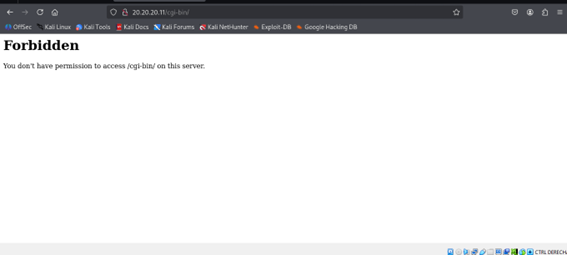 20.20.20.11/cgi-bin/
OffSec Kali Linux Kali Tools Kali Docs Kali Forums Kali NetHunter Exploit-DB Google Hacking DB
Forbidden
You don't have permission to access /cgi-bin/ on this server.
CTRL DERECHA